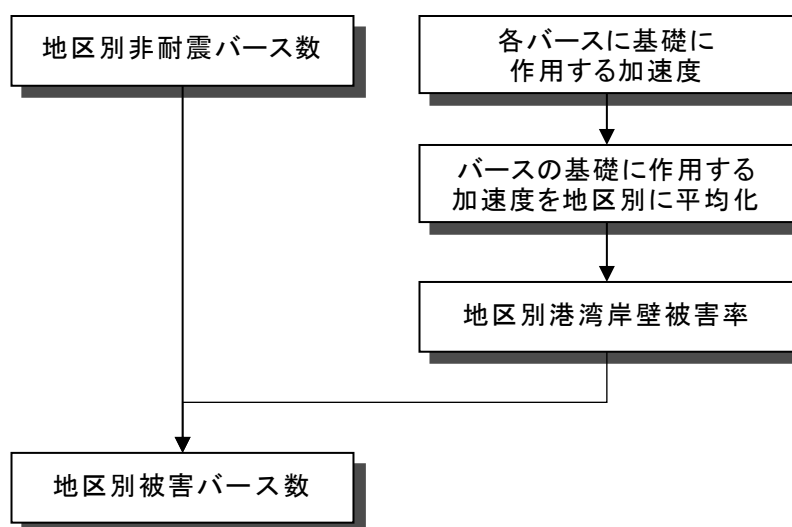 地区別非耐震バース数
各バースに基礎に
作用する加速度
バースの基礎に作用する
加速度を地区別に平均化
地区別港湾岸壁被害率
地区別被害バース数